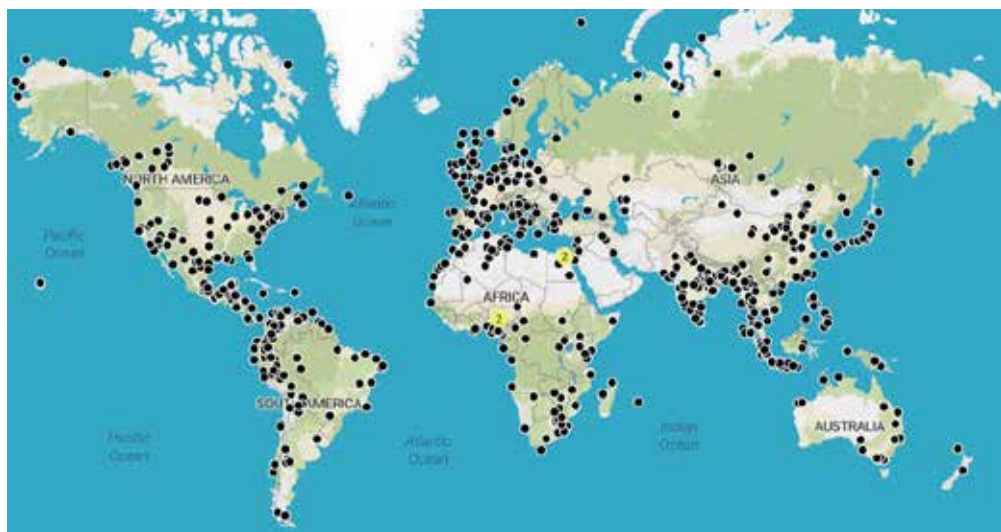 NORTH AMERICA
ASIA
Atlantic
Ocean
Pacific
Ocean
2
AFRICA
2
SOUTH AMERICA
AUSTRALIA
Pacific
Ocean
Atlantic
Ocean
Indian
Ocean